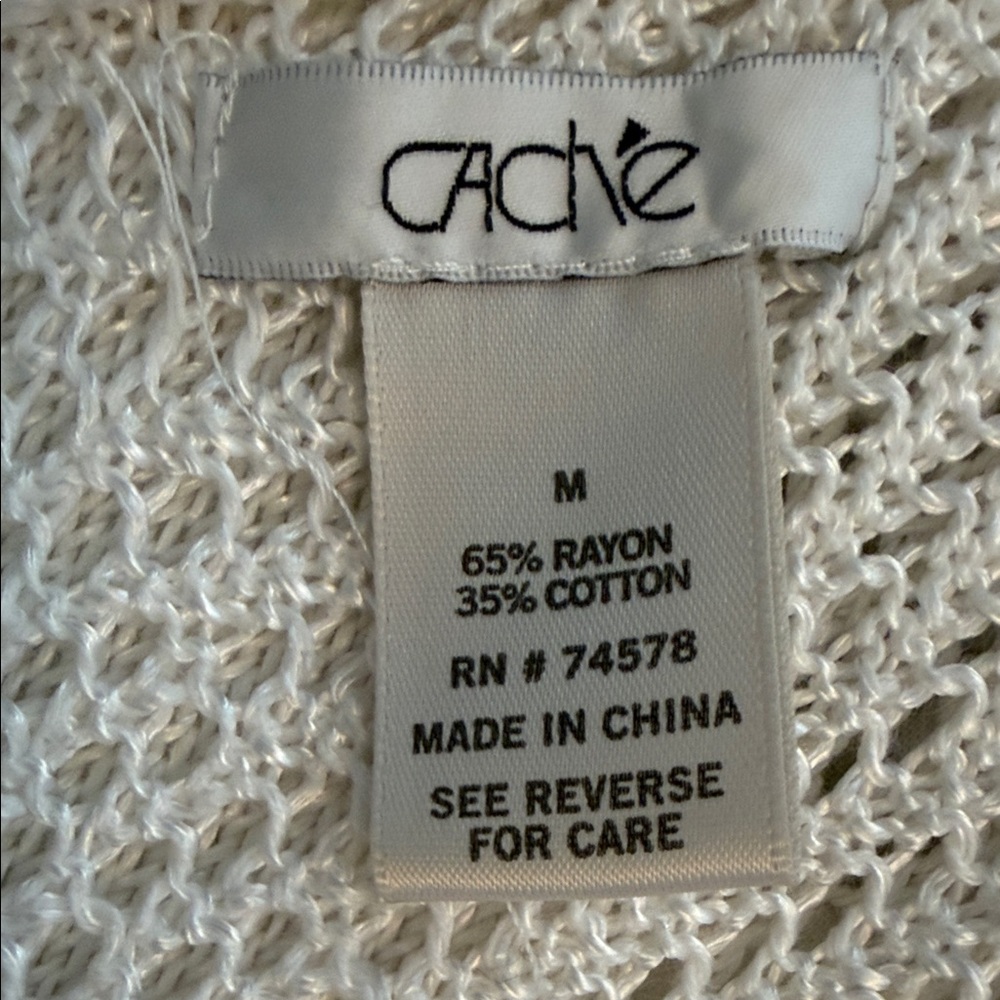 CAché
M
65% RAYON
35% COTTON
RN # 74578
MADE IN CHINA
SEE REVERSE
FOR CARE